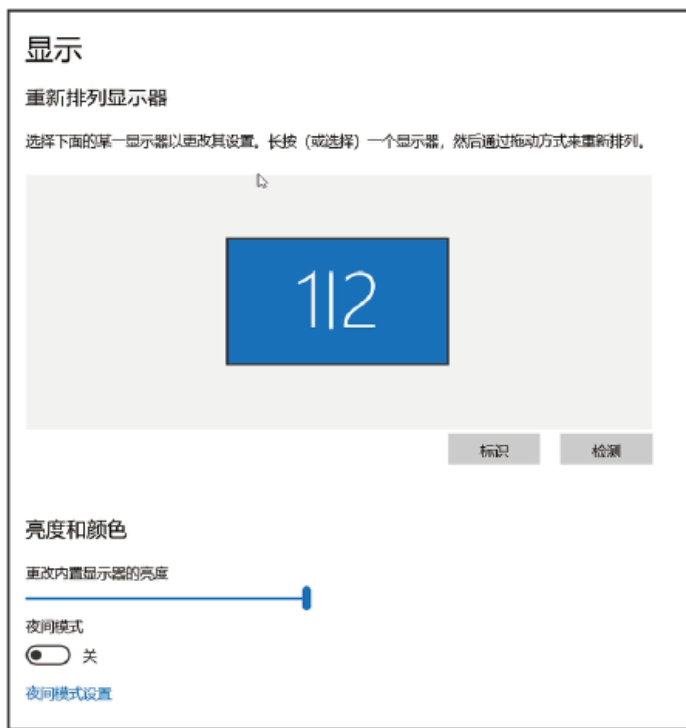 显示
重新排列显示器
选择下面的某一显示器以更改其设置。长按（或选择）一个显示器，然后通过拖动方式来重新排列。
1|2
标识 检测
亮度和颜色
更改内置显示器的亮度
夜间模式
关
夜间模式设置